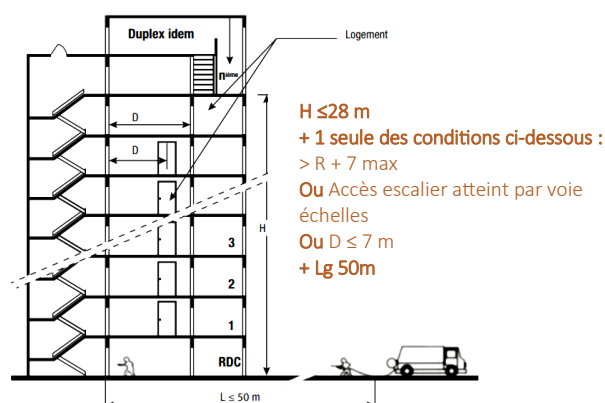 Duplex idem
Logement
nième
D
D
H
3
2
1
RDC
L ≤ 50 m
H ≤28 m
+ 1 seule des conditions ci-dessous :
> R + 7 max
Ou Accès escalier atteint par voie
échelles
Ou D ≤ 7 m
+ Lg 50m